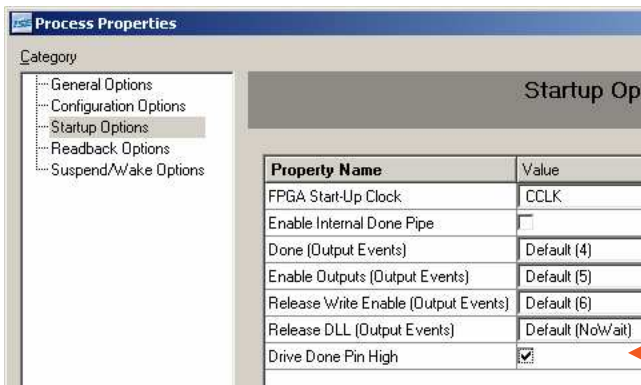 ISE Process Properties
Category
General Options
Configuration Options
Startup Options
Readback Options
Suspend/Wake Options
Startup Op
Property Name Value
FPGA Start-Up Clock CCLK
Enable Internal Done Pipe
Done (Output Events) Default (4)
Enable Outputs (Output Events) Default (5)
Release Write Enable (Output Events) Default (6)
Release DLL (Output Events) Default (NoWait)
Drive Done Pin High